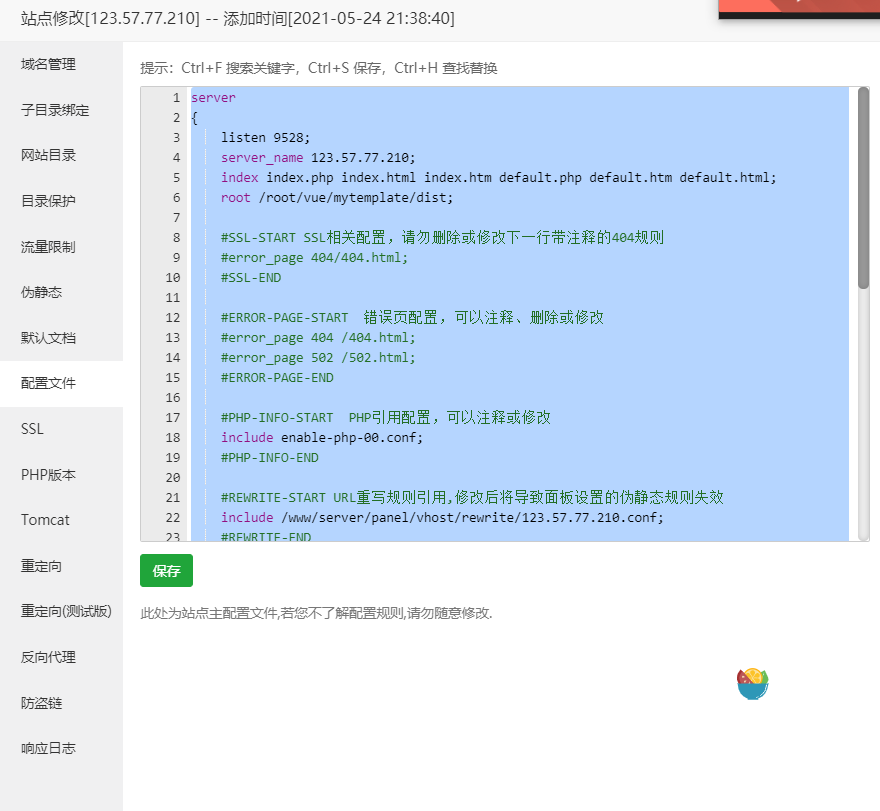 站点修改[123.57.77.210] -- 添加时间[2021-05-24 21:38:40]
域名管理
子目录绑定
网站目录
目录保护
流量限制
伪静态
默认文档
配置文件
SSL
PHP版本
Tomcat
重定向
重定向(测试版)
反向代理
防盗链
响应日志
提示：Ctrl+F 搜索关键字，Ctrl+S 保存，Ctrl+H 查找替换
1 server
2 {
3 listen 9528;
4 server_name 123.57.77.210;
5 index index.php index.html index.htm default.php default.htm default.html;
6 root /root/vue/mytemplate/dist;
7
8 #SSL-START SSL相关配置，请勿删除或修改下一行带注释的404规则
9 #error_page 404/404.html;
10 #SSL-END
11
12 #ERROR-PAGE-START  错误页配置，可以注释、删除或修改
13 #error_page 404 /404.html;
14 #error_page 502 /502.html;
15 #ERROR-PAGE-END
16
17 #PHP-INFO-START  PHP引用配置，可以注释或修改
18 include enable-php-00.conf;
19 #PHP-INFO-END
20
21 #REWRITE-START URL重写规则引用,修改后将导致面板设置的伪静态规则失效
22 include /www/server/panel/vhost/rewrite/123.57.77.210.conf;
23 #REWRITE-END
保存
此处为站点主配置文件,若您不了解配置规则,请勿随意修改.